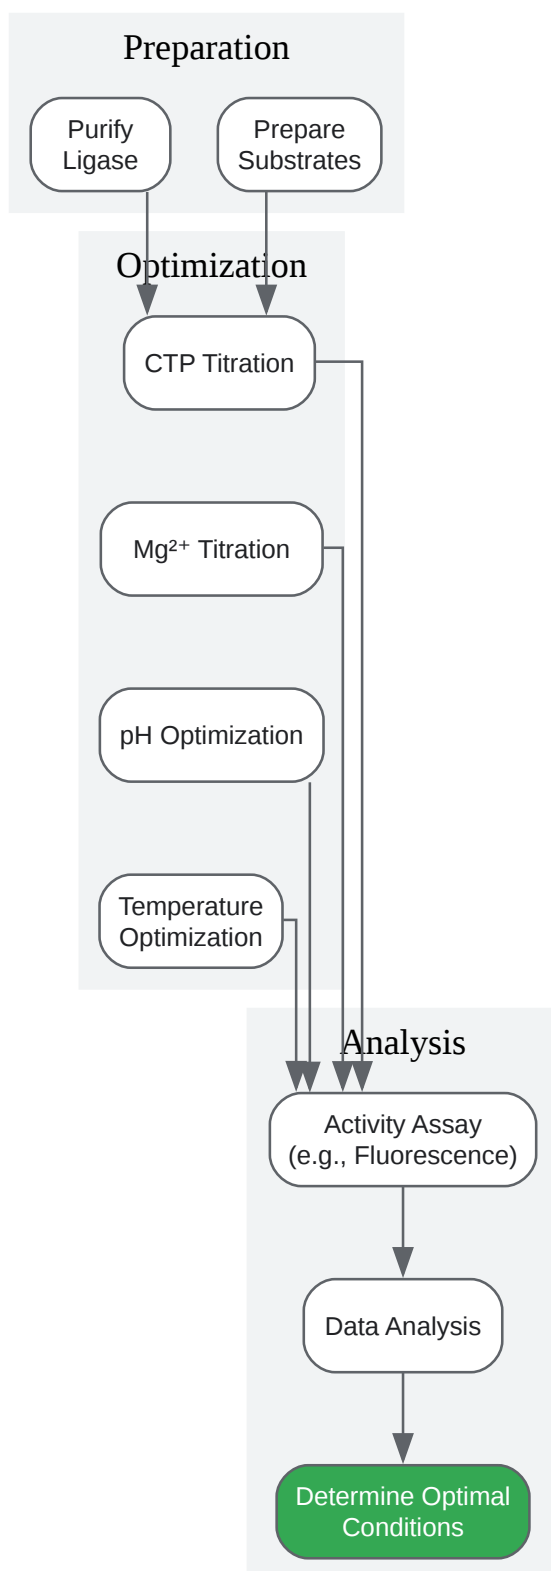 Preparation
Purify
Ligase
Prepare
Substrates
Optimization
CTP Titration
Mg²⁺ Titration
pH Optimization
Temperature
Optimization
Analysis
Activity Assay
(e.g., Fluorescence)
Data Analysis
Determine Optimal
Conditions